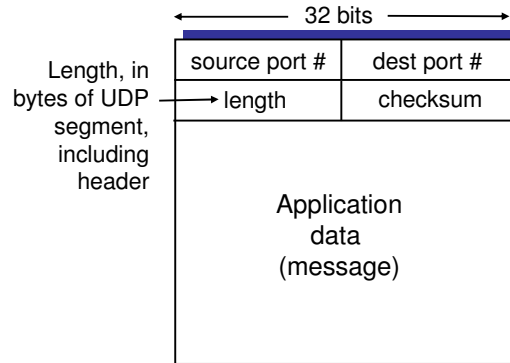 32 bits
source port #
dest port #
Length, in
bytes of UDP
segment,
including
header
length
checksum
Application
data
(message)